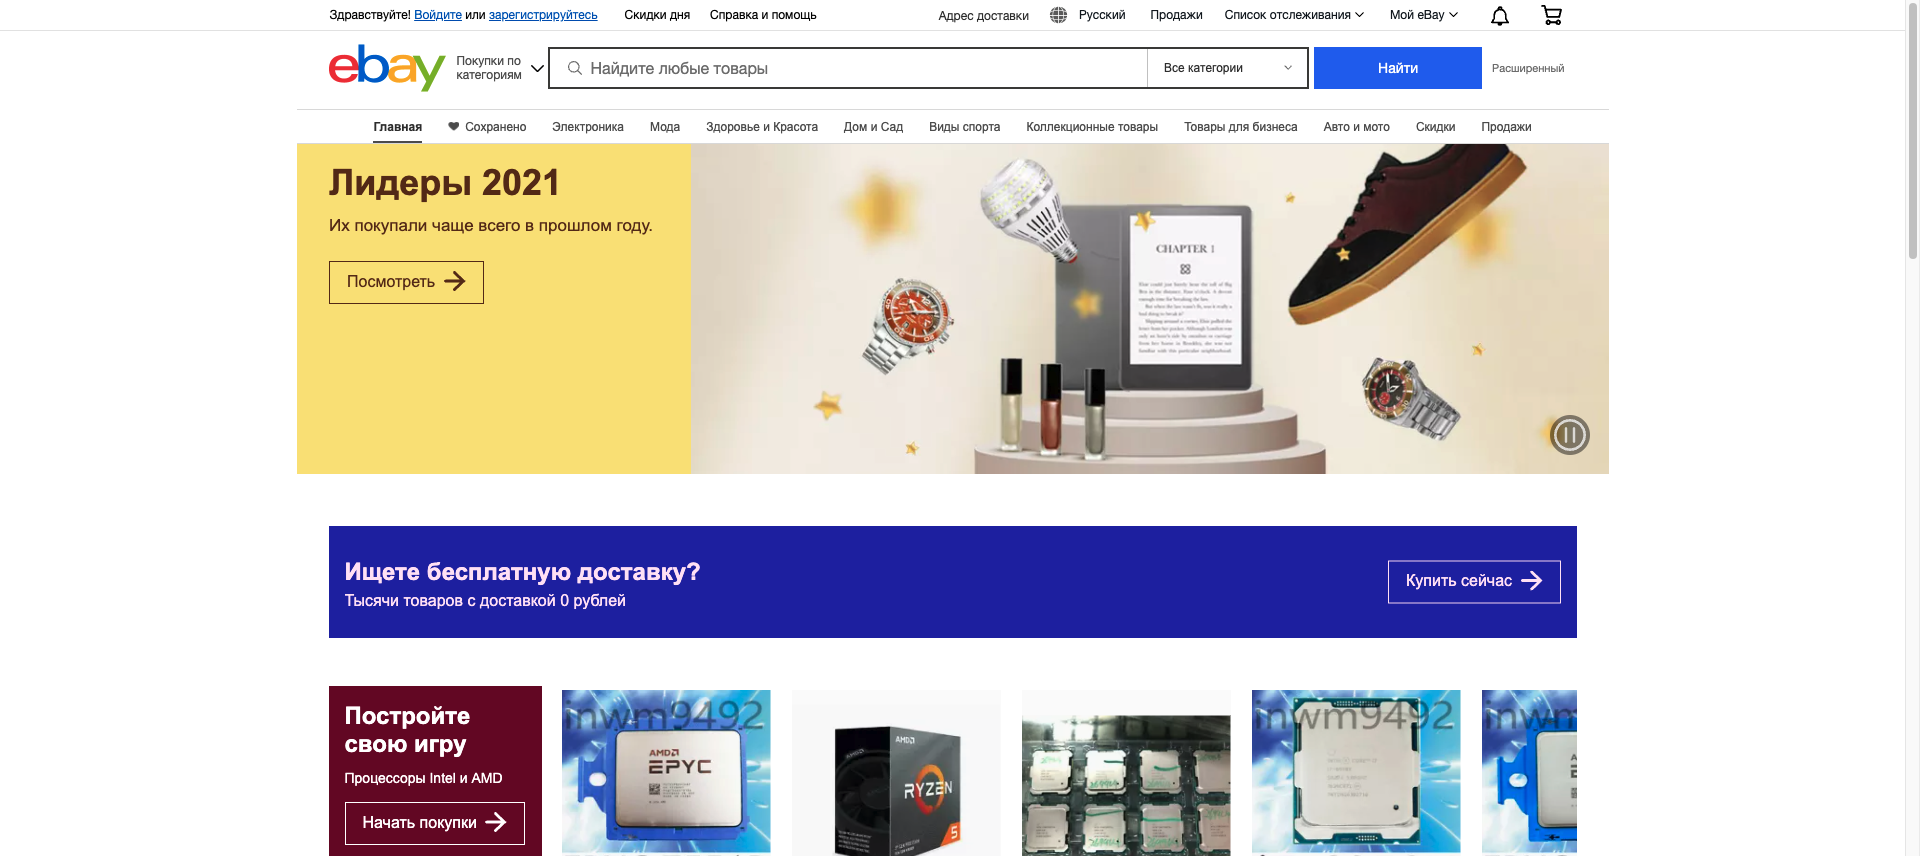 Здравствуйте! Войдите или зарегистрируйтесь
Скидки дня
Справка и помощь
Адрес доставки
Русский
Продажи
Список отслеживания
Мой eBay
ebay
Покупки по
категориям
Найдите любые товары
Все категории
Найти
Расширенный
Главная
Сохранено
Электроника
Мода
Здоровье и Красота
Дом и Сад
Виды спорта
Коллекционные товары
Товары для бизнеса
Авто и мото
Скидки
Продажи
Лидеры 2021
Их покупали чаще всего в прошлом году.
Посмотреть
CHAPTER 1
Ищете бесплатную доставку?
Тысячи товаров с доставкой 0 рублей
Купить сейчас
Постройте
свою игру
Процессоры Intel и AMD
Начать покупки
inwm9492
AMD
EPYC
AMD
RYZEN
5
inwm9492
inwm